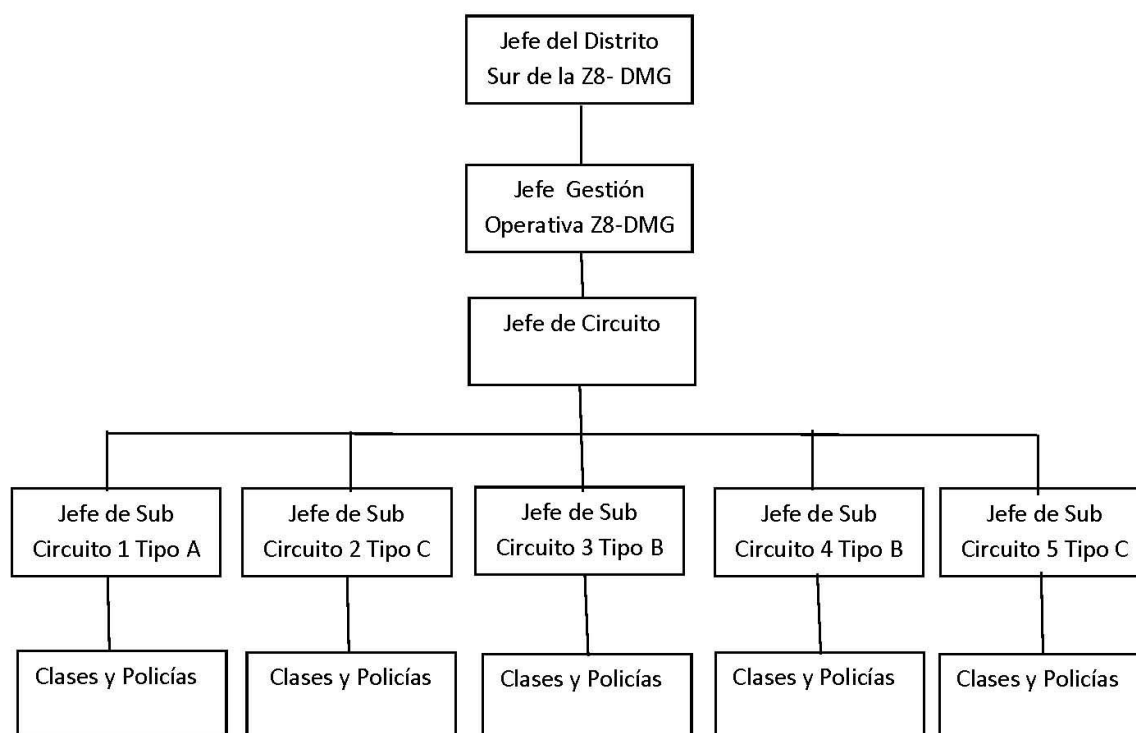 Jefe del Distrito
Sur de la Z8- DMG
Jefe Gestión
Operativa Z8-DMG
Jefe de Circuito
Jefe de Sub
Circuito 1 Tipo A
Jefe de Sub
Circuito 2 Tipo C
Jefe de Sub
Circuito 3 Tipo B
Jefe de Sub
Circuito 4 Tipo B
Jefe de Sub
Circuito 5 Tipo C
Clases y Policías
Clases y Policías
Clases y Policías
Clases y Policías
Clases y Policías